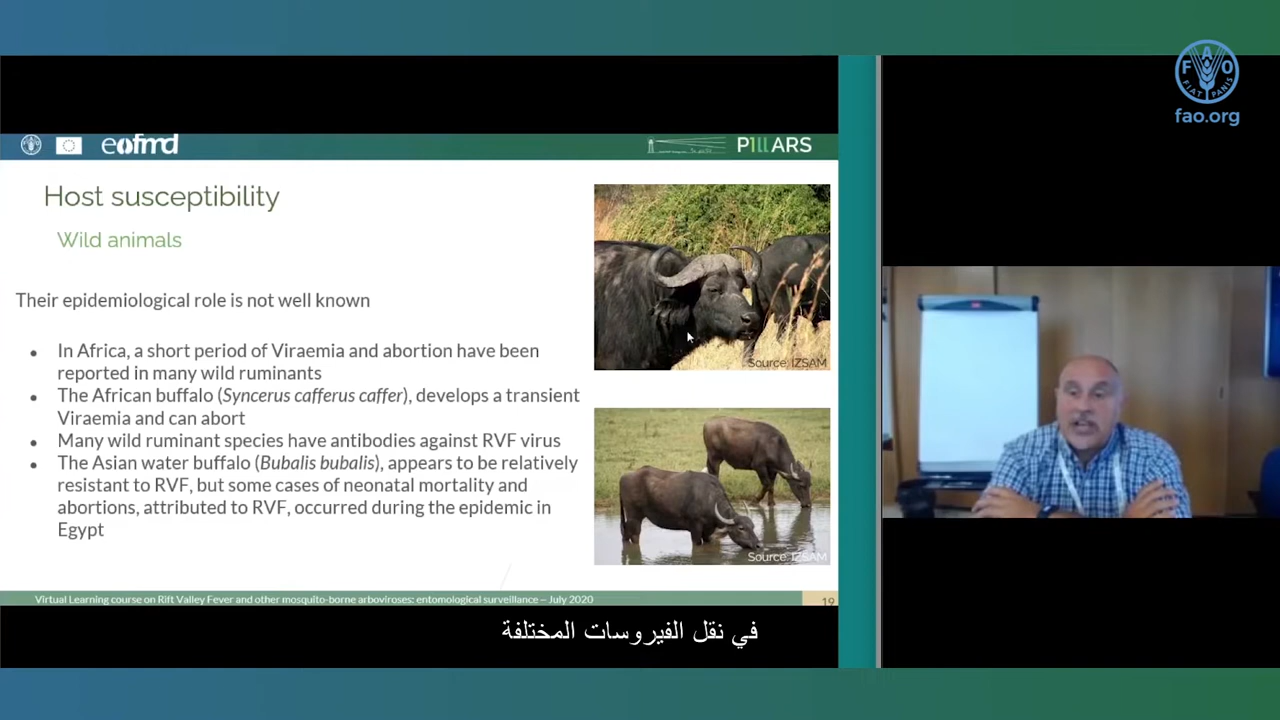 FAO
FIAT PANIS
fao.org
eofmd
PILLARS
Host susceptibility
Wild animals
Their epidemiological role is not well known
• In Africa, a short period of Viraemia and abortion have been
reported in many wild ruminants
• The African buffalo (Syncerus cafferus caffer), develops a transient
Viraemia and can abort
• Many wild ruminant species have antibodies against RVF virus
• The Asian water buffalo (Bubalis bubalis), appears to be relatively
resistant to RVF, but some cases of neonatal mortality and
abortions, attributed to RVF, occurred during the epidemic in
Egypt
Source: IZSAM
Source: IZSAM
Virtual Learning course on Rift Valley Fever and other mosquito-borne arboviroses: entomological surveillance – July 2020
19
في نقل الفيروسات المختلفة